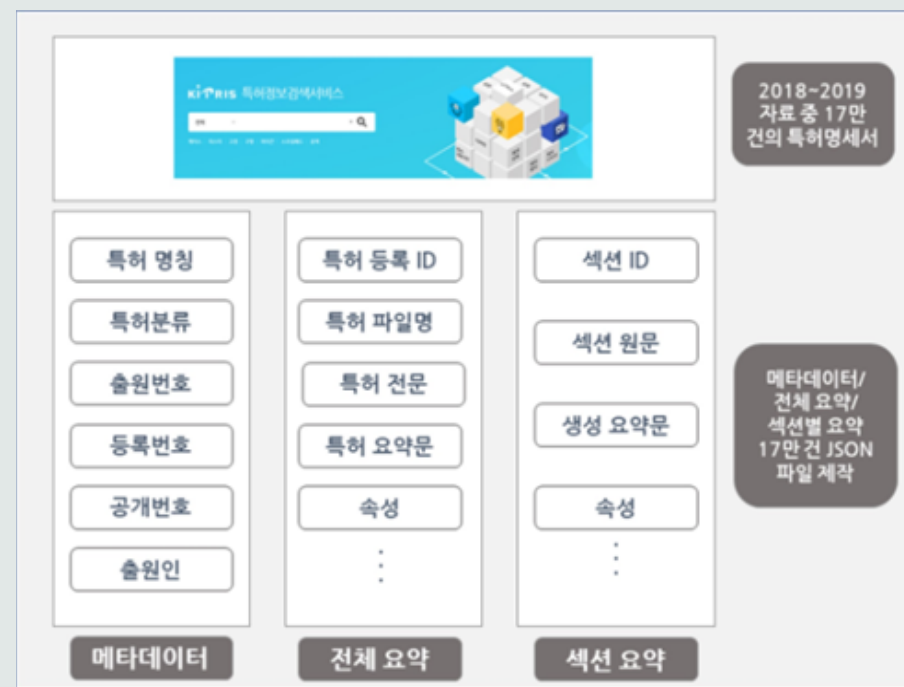 KIPRIS 특허정보검색서비스
2018~2019
자료 중 17만
건의 특허명세서
특허 명칭
특허분류
출원번호
등록번호
공개번호
출원인
메타데이터
특허 등록 ID
특허 파일명
특허 전문
특허 요약문
속성
전체 요약
섹션 ID
섹션 원문
생성 요약문
속성
섹션 요약
메타데이터/
전체 요약/
섹션별 요약
17만 건 JSON
파일 제작